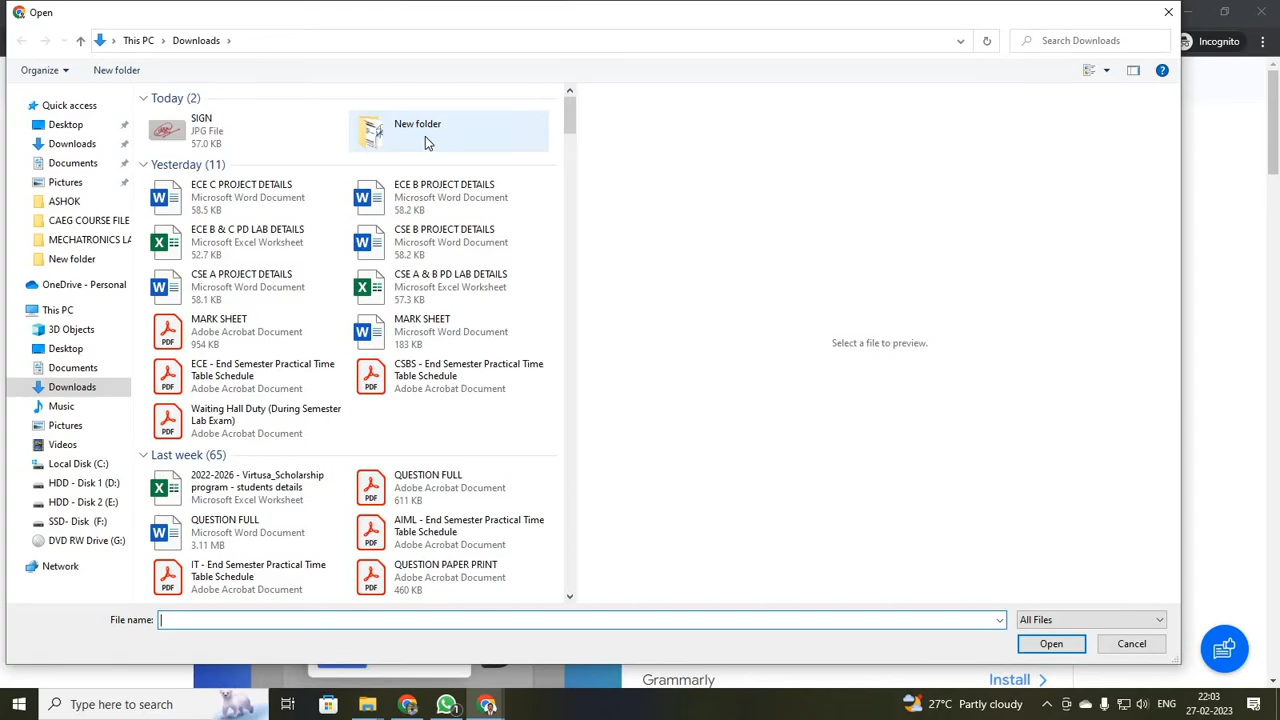 Open
This PC
Downloads
Search Downloads
Incognito
Organize
New folder
Quick access
Desktop
Downloads
Documents
Pictures
ASHOK
CAEG COURSE FILE
MECHATRONICS LA
New folder
OneDrive - Personal
This PC
3D Objects
Desktop
Documents
Downloads
Music
Pictures
Videos
Local Disk (C:)
HDD - Disk 1 (D:)
HDD - Disk 2 (E:)
SSD- Disk (F:)
DVD RW Drive (G:)
Network
Today (2)
SIGN
JPG File
57.0 KB
New folder
Yesterday (11)
ECE C PROJECT DETAILS
Microsoft Word Document
58.5 KB
ECE B PROJECT DETAILS
Microsoft Word Document
58.2 KB
ECE B & C PD LAB DETAILS
Microsoft Excel Worksheet
52.7 KB
CSE B PROJECT DETAILS
Microsoft Word Document
58.2 KB
CSE A PROJECT DETAILS
Microsoft Word Document
58.1 KB
CSE A & B PD LAB DETAILS
Microsoft Excel Worksheet
57.3 KB
MARK SHEET
Adobe Acrobat Document
954 KB
MARK SHEET
Microsoft Word Document
183 KB
ECE - End Semester Practical Time
Table Schedule
Adobe Acrobat Document
CSBS - End Semester Practical Time
Table Schedule
Adobe Acrobat Document
Waiting Hall Duty (During Semester
Lab Exam)
Adobe Acrobat Document
Last week (65)
2022-2026 - Virtusa_Scholarship
program - students details
Microsoft Excel Worksheet
QUESTION FULL
Adobe Acrobat Document
611 KB
QUESTION FULL
Microsoft Word Document
3.11 MB
AIML - End Semester Practical Time
Table Schedule
Adobe Acrobat Document
IT - End Semester Practical Time
Table Schedule
Adobe Acrobat Document
QUESTION PAPER PRINT
Adobe Acrobat Document
460 KB
Select a file to preview.
File name:
All Files
Open
Cancel
Grammarly
Install
Type here to search
27°C Partly cloudy
ENG
22:03
27-02-2023